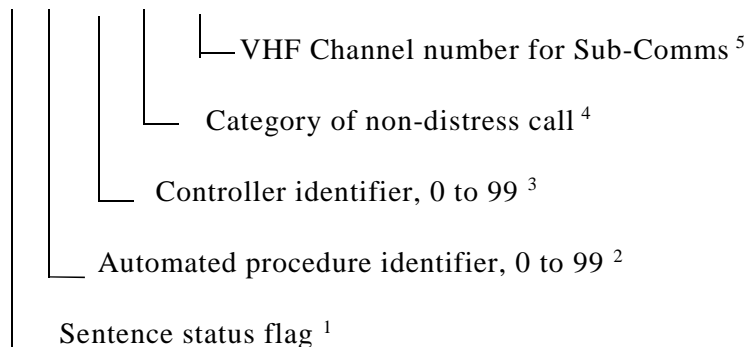 VHF Channel number for Sub-Comms 5
Category of non-distress call 4
Controller identifier, 0 to 99 3
Automated procedure identifier, 0 to 99 2
Sentence status flag 1